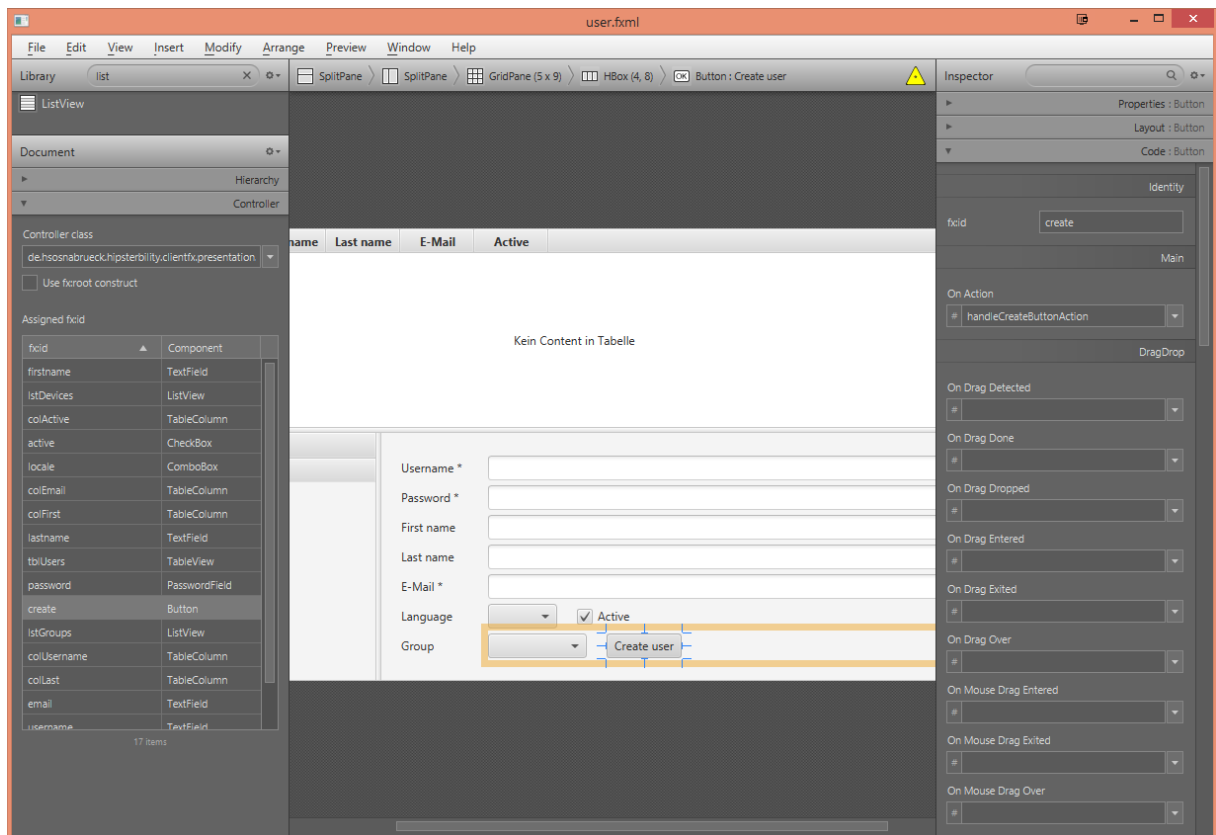 user.fxml
File Edit View Insert Modify Arrange Preview Window Help
Library list
SplitPane SplitPane GridPane (5 x 9) HBox (4, 8) OK Button : Create user
Inspector
ListView
Document
Hierarchy
Controller
Controller class
de.hsosnabrueck.hipsterbility.clientfx.presentation
Use fx:root construct
Assigned fx:id
fx:id Component
firstname TextField
lstDevices ListView
colActive TableColumn
active CheckBox
locale ComboBox
colEmail TableColumn
colFirst TableColumn
lastname TextField
tblUsers TableView
password PasswordField
create Button
lstGroups ListView
colUsername TableColumn
colLast TableColumn
email TextField
username TextField
17 items
name Last name E-Mail Active
Kein Content in Tabelle
Username *
Password *
First name
Last name
E-Mail *
Language Active
Group Create user
Properties : Button
Layout : Button
Code : Button
Identity
fx:id create
Main
On Action
# handleCreateButtonAction
DragDrop
On Drag Detected
#
On Drag Done
#
On Drag Dropped
#
On Drag Entered
#
On Drag Exited
#
On Drag Over
#
On Mouse Drag Entered
#
On Mouse Drag Exited
#
On Mouse Drag Over
#